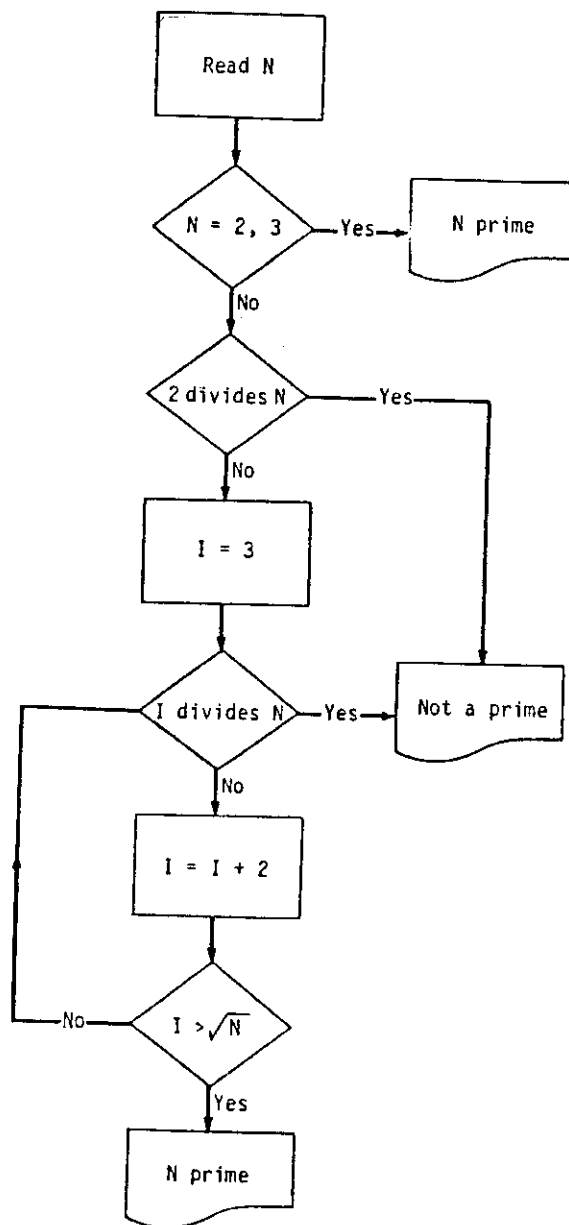 Read N
N = 2, 3
Yes
N prime
No
2 divides N
Yes
No
I = 3
I divides N
Yes
Not a prime
No
I = I + 2
I > √N
No
Yes
N prime